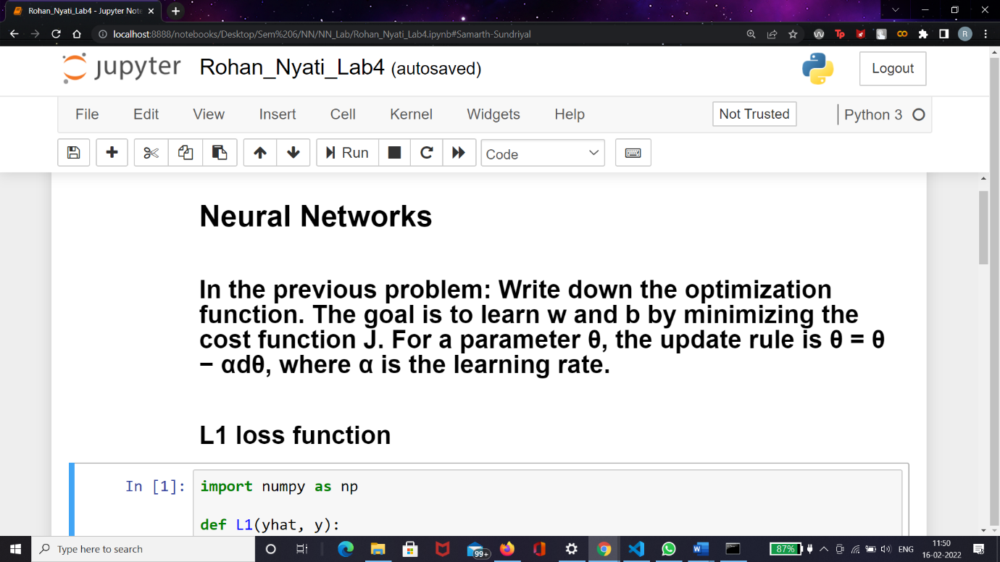 Rohan_Nyati_Lab4 - Jupyter Note
localhost:8888/notebooks/Desktop/Sem%206/NN/NN_Lab/Rohan_Nyati_Lab4.ipynb#Samarth-Sundriyal
Tp
R
jupyter Rohan_Nyati_Lab4 (autosaved)
Logout
File Edit View Insert Cell Kernel Widgets Help
Not Trusted
Python 3
Run
Code
Neural Networks
In the previous problem: Write down the optimization
function. The goal is to learn w and b by minimizing the
cost function J. For a parameter θ, the update rule is θ = θ
− αdθ, where α is the learning rate.
L1 loss function
In [1]: import numpy as np
def L1(yhat, y):
Type here to search
99+
87%
ENG
11:50
16-02-2022